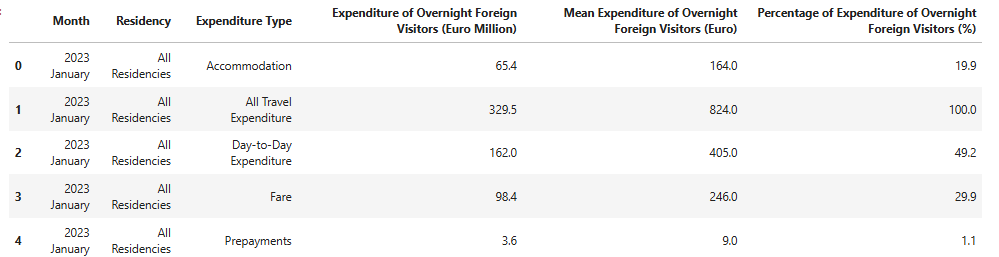 Month Residency Expenditure Type Expenditure of Overnight Foreign Visitors (Euro Million) Mean Expenditure of Overnight Foreign Visitors (Euro) Percentage of Expenditure of Overnight Foreign Visitors (%)
0 2023 January All Residencies Accommodation 65.4 164.0 19.9
1 2023 January All Residencies All Travel Expenditure 329.5 824.0 100.0
2 2023 January All Residencies Day-to-Day Expenditure 162.0 405.0 49.2
3 2023 January All Residencies Fare 98.4 246.0 29.9
4 2023 January All Residencies Prepayments 3.6 9.0 1.1